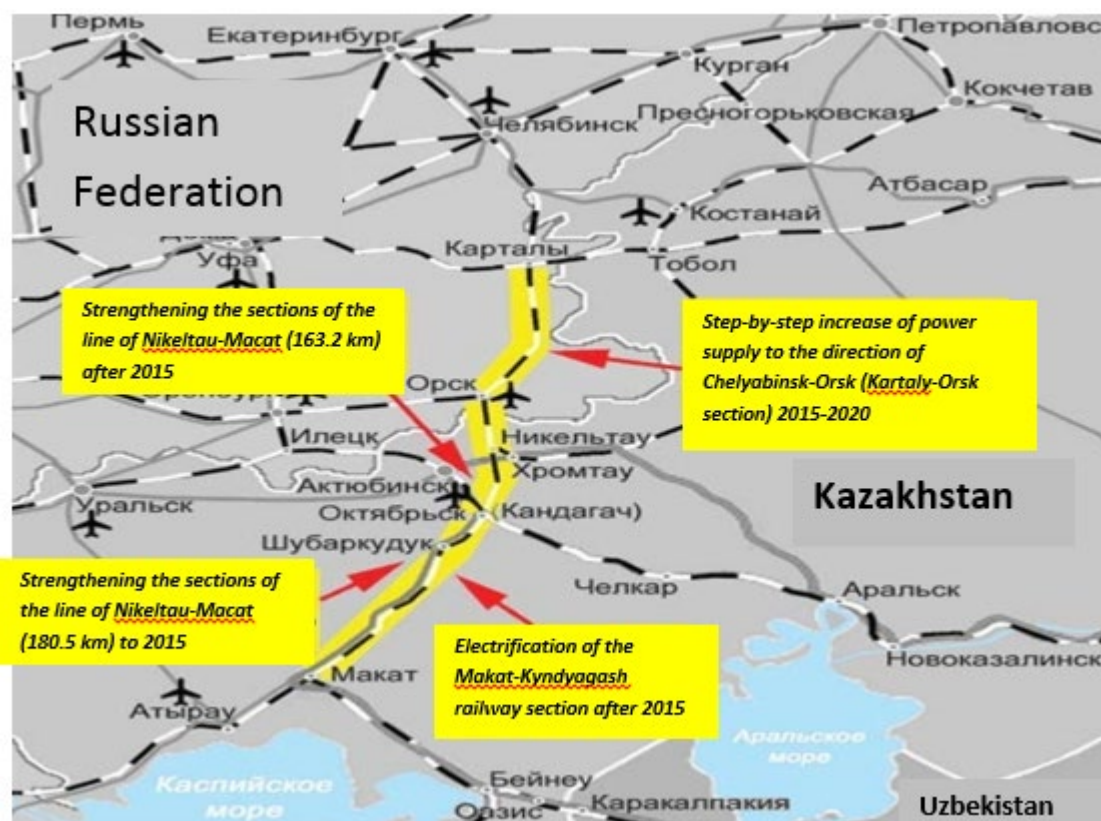 Пермь
Екатеринбург
Петропавловс
Курган
Кокчетав
Russian
Federation
Челябинск
Пресногорьковская
Атбасар
Костанай
Карталы
Тобол
Уфа
Strengthening the sections of the
line of Nikeltau-Macat (163.2 km)
after 2015
Step-by-step increase of power
supply to the direction of
Chelyabinsk-Orsk (Kartaly-Orsk
section) 2015-2020
Орск
Илецк
Никельтау
Хромтау
Актюбинск
Уральск
Октябрьск (Кандагач)
Kazakhstan
Шубаркудук
Челкар
Аральск
Новоказалинск
Strengthening the sections of
the line of Nikeltau-Macat
(180.5 km) to 2015
Electrification of the
Makat-Kyndyagash
railway section after 2015
Макат
Атырау
Аральское
море
Каспийское
море
Бейнеу
Оазис
Каракалпакия
Uzbekistan